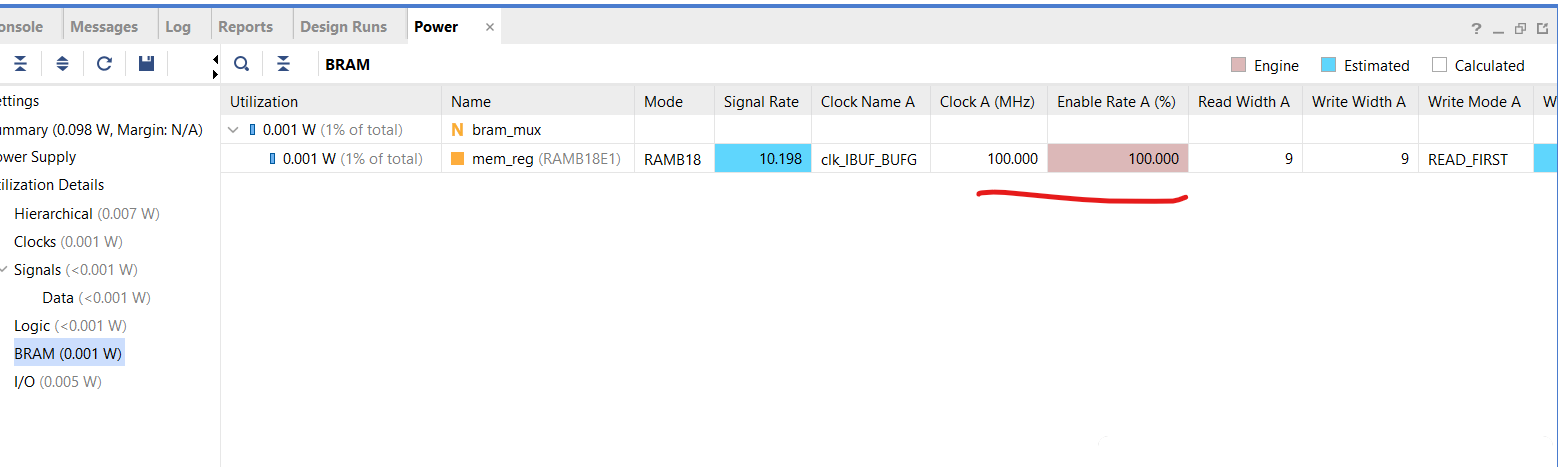 onsole Messages Log Reports Design Runs Power ×
?
BRAM Engine Estimated Calculated
ettings
ummary (0.098 W, Margin: N/A)
ower Supply
tilization Details
Hierarchical (0.007 W)
Clocks (0.001 W)
Signals (<0.001 W)
Data (<0.001 W)
Logic (<0.001 W)
BRAM (0.001 W)
I/O (0.005 W)
Utilization Name Mode Signal Rate Clock Name A Clock A (MHz) Enable Rate A (%) Read Width A Write Width A Write Mode A W
0.001 W (1% of total) N bram_mux
0.001 W (1% of total) mem_reg (RAMB18E1) RAMB18 10.198 clk_IBUF_BUFG 100.000 100.000 9 9 READ_FIRST